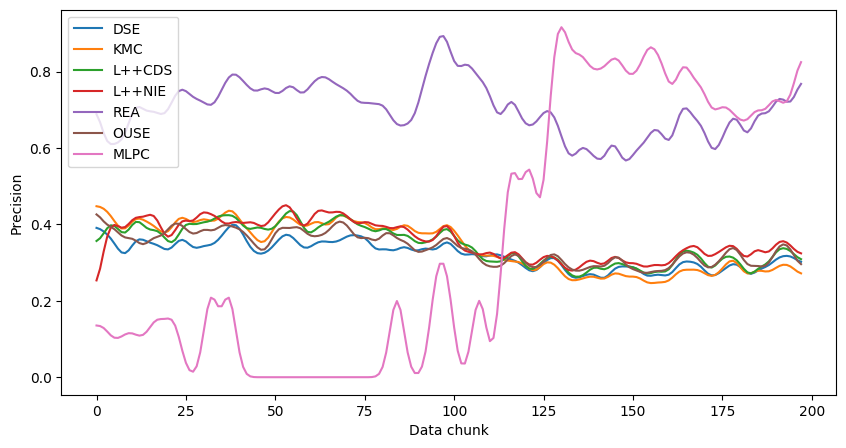 DSE
KMC
L++CDS
L++NIE
REA
OUSE
MLPC
Precision
0.8
0.6
0.4
0.2
0.0
0 25 50 75 100 125 150 175 200
Data chunk